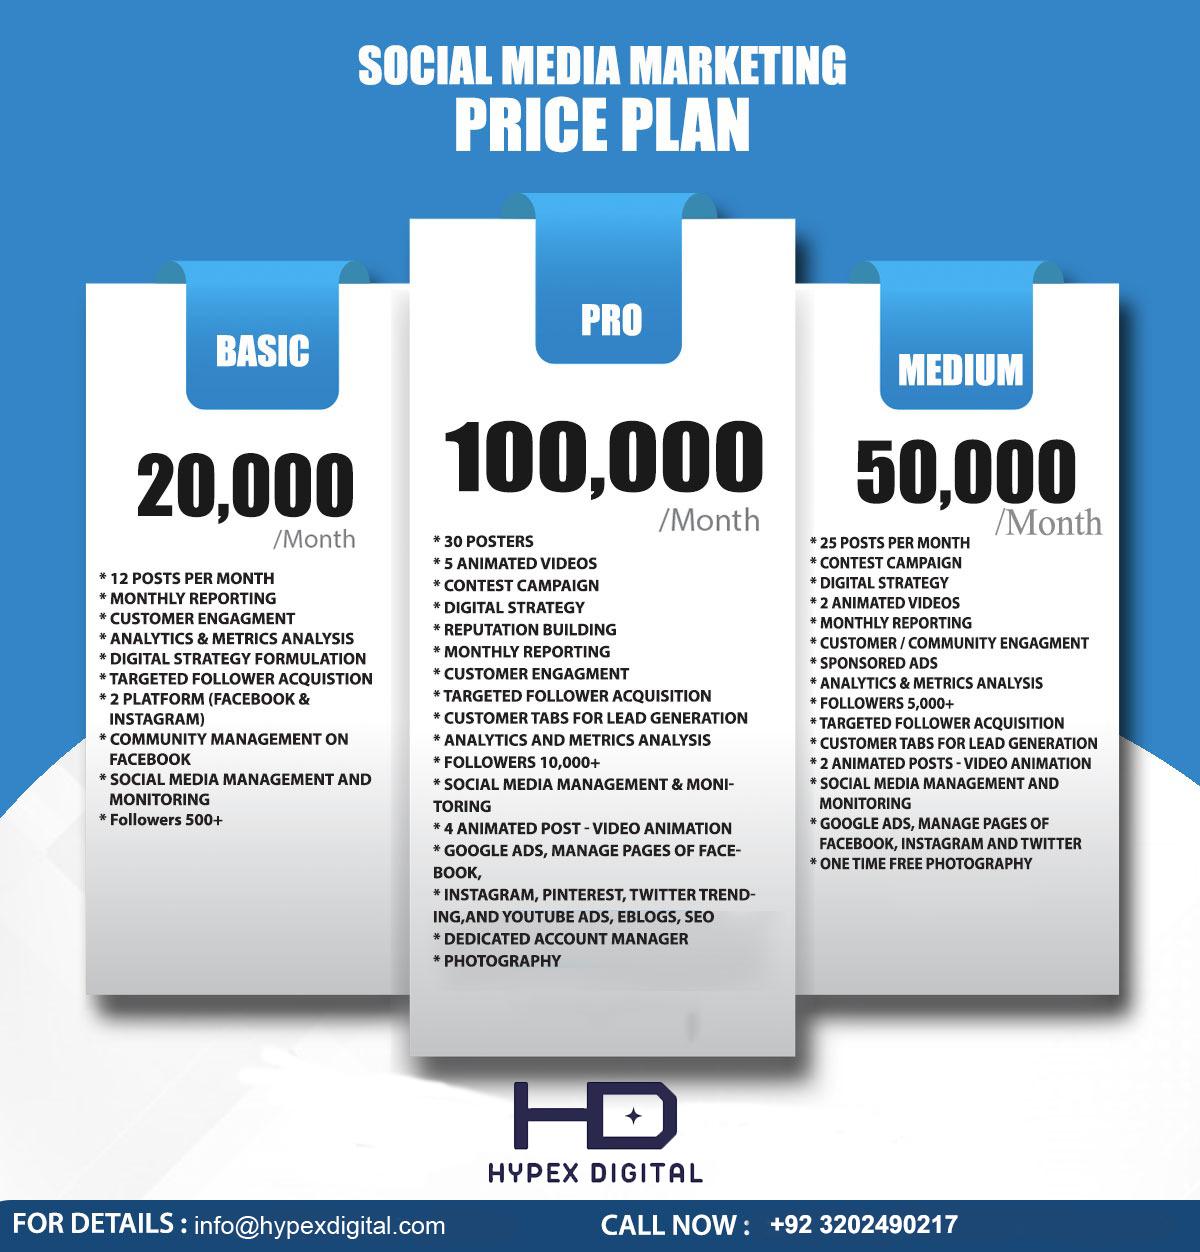 SOCIAL MEDIA MARKETING
PRICE PLAN
BASIC
20,000
/Month
* 12 POSTS PER MONTH
* MONTHLY REPORTING
* CUSTOMER ENGAGMENT
* ANALYTICS & METRICS ANALYSIS
* DIGITAL STRATEGY FORMULATION
* TARGETED FOLLOWER ACQUISTION
* 2 PLATFORM (FACEBOOK &
INSTAGRAM)
* COMMUNITY MANAGEMENT ON
FACEBOOK
* SOCIAL MEDIA MANAGEMENT AND
MONITORING
* Followers 500+
PRO
100,000
/Month
* 30 POSTERS
* 5 ANIMATED VIDEOS
* CONTEST CAMPAIGN
* DIGITAL STRATEGY
* REPUTATION BUILDING
* MONTHLY REPORTING
* CUSTOMER ENGAGMENT
* TARGETED FOLLOWER ACQUISITION
* CUSTOMER TABS FOR LEAD GENERATION
* ANALYTICS AND METRICS ANALYSIS
* FOLLOWERS 10,000+
* SOCIAL MEDIA MANAGEMENT & MONI-
TORING
* 4 ANIMATED POST - VIDEO ANIMATION
* GOOGLE ADS, MANAGE PAGES OF FACE-
BOOK,
* INSTAGRAM, PINTEREST, TWITTER TREND-
ING,AND YOUTUBE ADS, EBLOGS, SEO
* DEDICATED ACCOUNT MANAGER
* PHOTOGRAPHY
MEDIUM
50,000
/Month
* 25 POSTS PER MONTH
* CONTEST CAMPAIGN
* DIGITAL STRATEGY
* 2 ANIMATED VIDEOS
* MONTHLY REPORTING
* CUSTOMER / COMMUNITY ENGAGMENT
* SPONSORED ADS
* ANALYTICS & METRICS ANALYSIS
* FOLLOWERS 5,000+
* TARGETED FOLLOWER ACQUISITION
* CUSTOMER TABS FOR LEAD GENERATION
* 2 ANIMATED POSTS - VIDEO ANIMATION
* SOCIAL MEDIA MANAGEMENT AND
MONITORING
* GOOGLE ADS, MANAGE PAGES OF
FACEBOOK, INSTAGRAM AND TWITTER
* ONE TIME FREE PHOTOGRAPHY
HD
HYPEX DIGITAL
FOR DETAILS : info@hypexdigital.com
CALL NOW : +92 3202490217